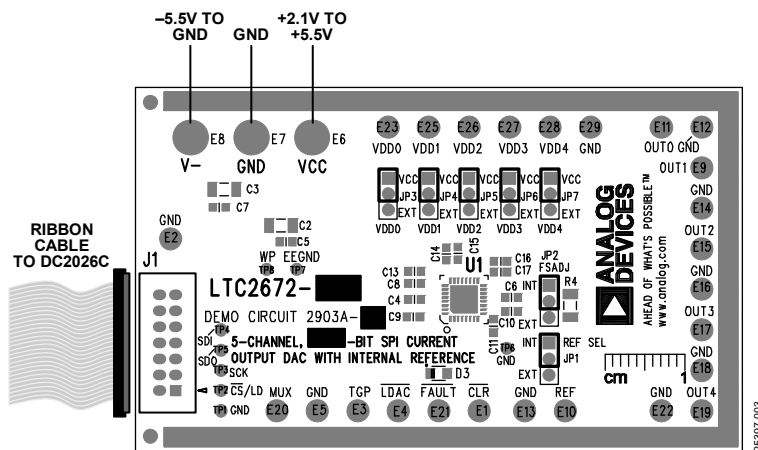 –5.5V TO GND
GND
+2.1V TO +5.5V
E8
V-
E7
GND
E6
VCC
E23
VDD0
E25
VDD1
E26
VDD2
E27
VDD3
E28
VDD4
E29
GND
E11
OUT0
GND
E12
OUT1
E9
GND
E14
OUT2
E15
GND
E16
OUT3
E17
GND
E18
OUT4
E19
GND
E22
C3
C7
C2
C5
GND
E2
VCC
JP3
EXT
VDD0
VCC
JP4
EXT
VDD1
VCC
JP5
EXT
VDD2
VCC
JP6
EXT
VDD3
VCC
JP7
EXT
VDD4
ANALOG
DEVICES
AHEAD OF WHAT'S POSSIBLE™
RIBBON
CABLE
TO DC2026C
J1
WP
TP8
EEGND
TP7
LTC2672-
DEMO CIRCUIT 2903A-
5-CHANNEL, -BIT SPI CURRENT
OUTPUT DAC WITH INTERNAL REFERENCE
C14
C15
U1
C13
C8
C4
C9
C16
C17
C6
C10
C11
TP6
GND
JP2
FSADJ
INT
EXT
R4
INT
REF SEL
JP1
EXT
D3
cm
1
TP4
SDI
TP5
SDO
TP3
SCK
TP2
CS/LD
TP1
GND
MUX
E20
GND
E5
TGP
E3
LDAC
E4
FAULT
E21
CLR
E1
GND
E13
REF
E10